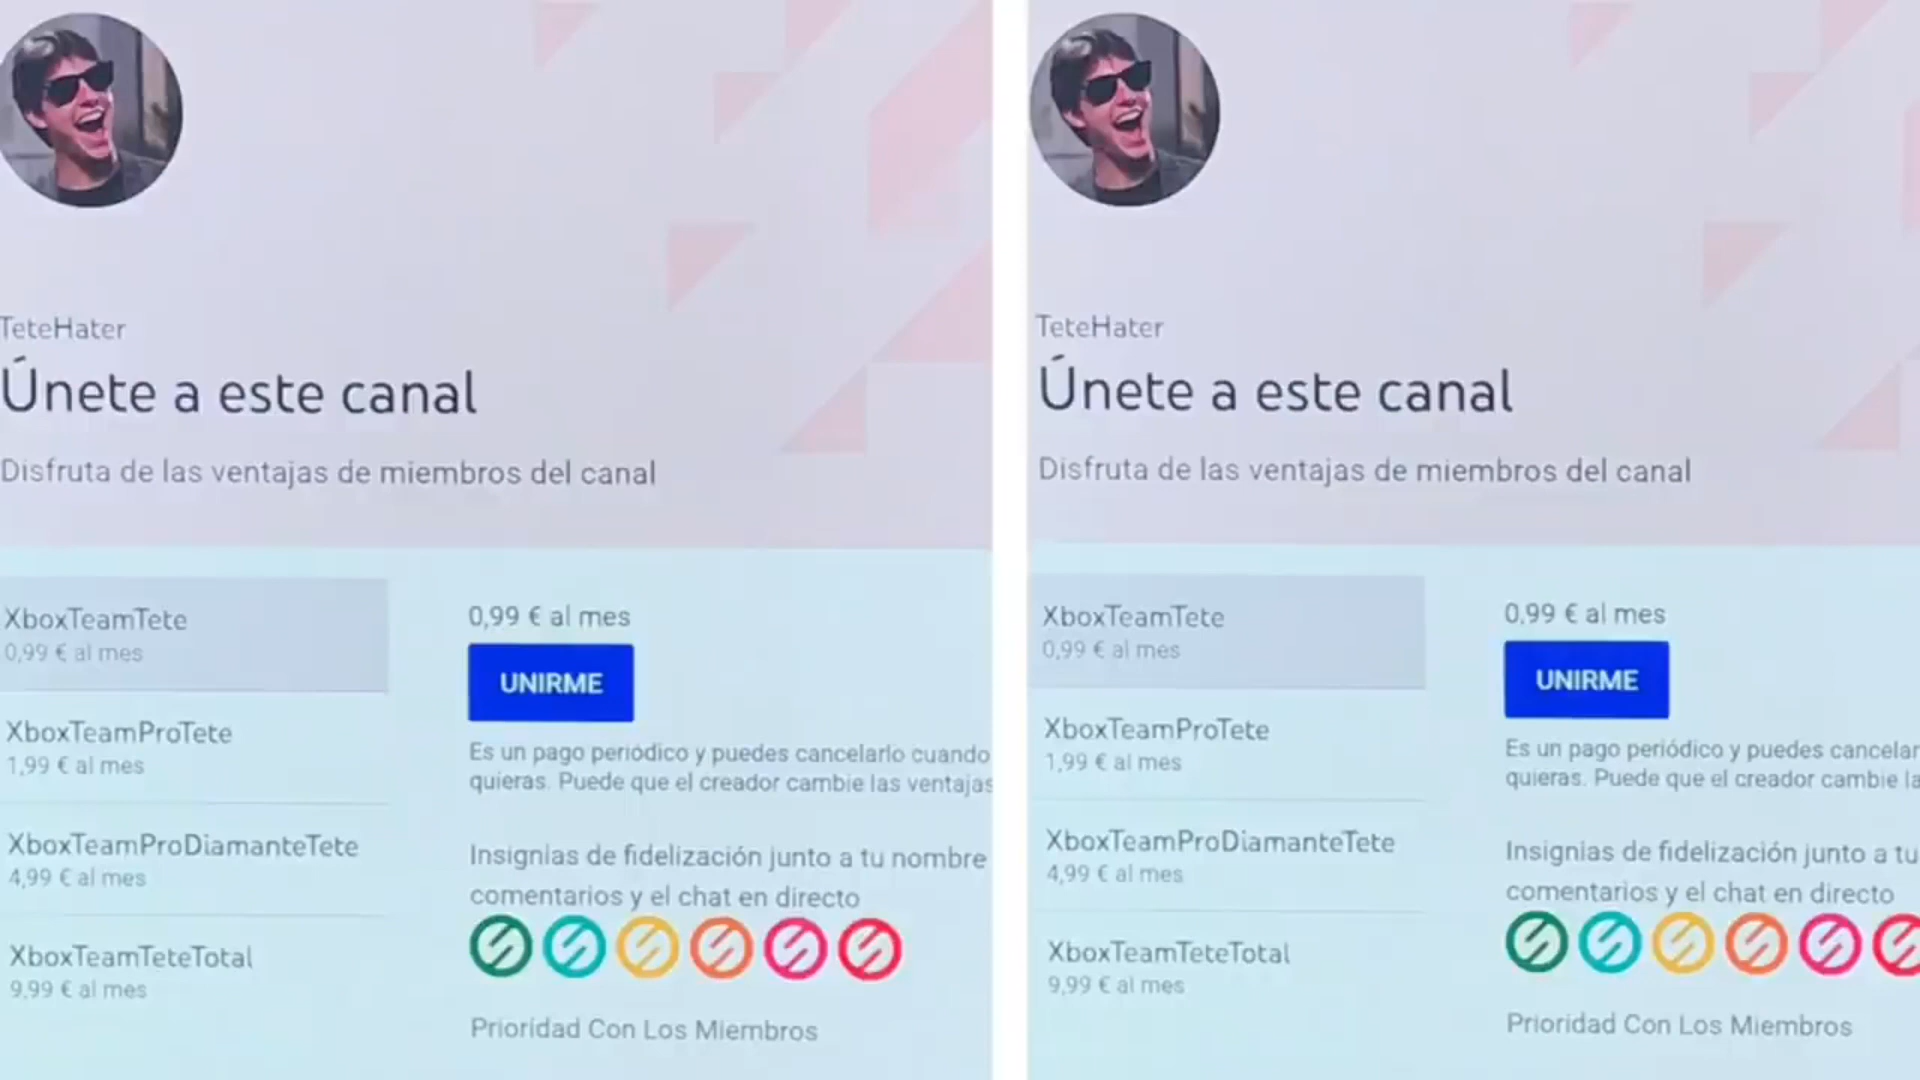 TeteHater
Únete a este canal
Disfruta de las ventajas de miembros del canal
XboxTeamTete
0,99 € al mes
XboxTeamProTete
1,99 € al mes
XboxTeamProDiamanteTete
4,99 € al mes
XboxTeamTeteTotal
9,99 € al mes
0,99 € al mes
UNIRME
Es un pago periódico y puedes cancelarlo cuando
quieras. Puede que el creador cambie las ventajas
Insignias de fidelización junto a tu nombre
comentarios y el chat en directo
Prioridad Con Los Miembros
TeteHater
Únete a este canal
Disfruta de las ventajas de miembros del canal
XboxTeamTete
0,99 € al mes
XboxTeamProTete
1,99 € al mes
XboxTeamProDiamanteTete
4,99 € al mes
XboxTeamTeteTotal
9,99 € al mes
0,99 € al mes
UNIRME
Es un pago periódico y puedes cancelar
quieras. Puede que el creador cambie la
Insignias de fidelización junto a tu
comentarios y el chat en directo
Prioridad Con Los Miembros